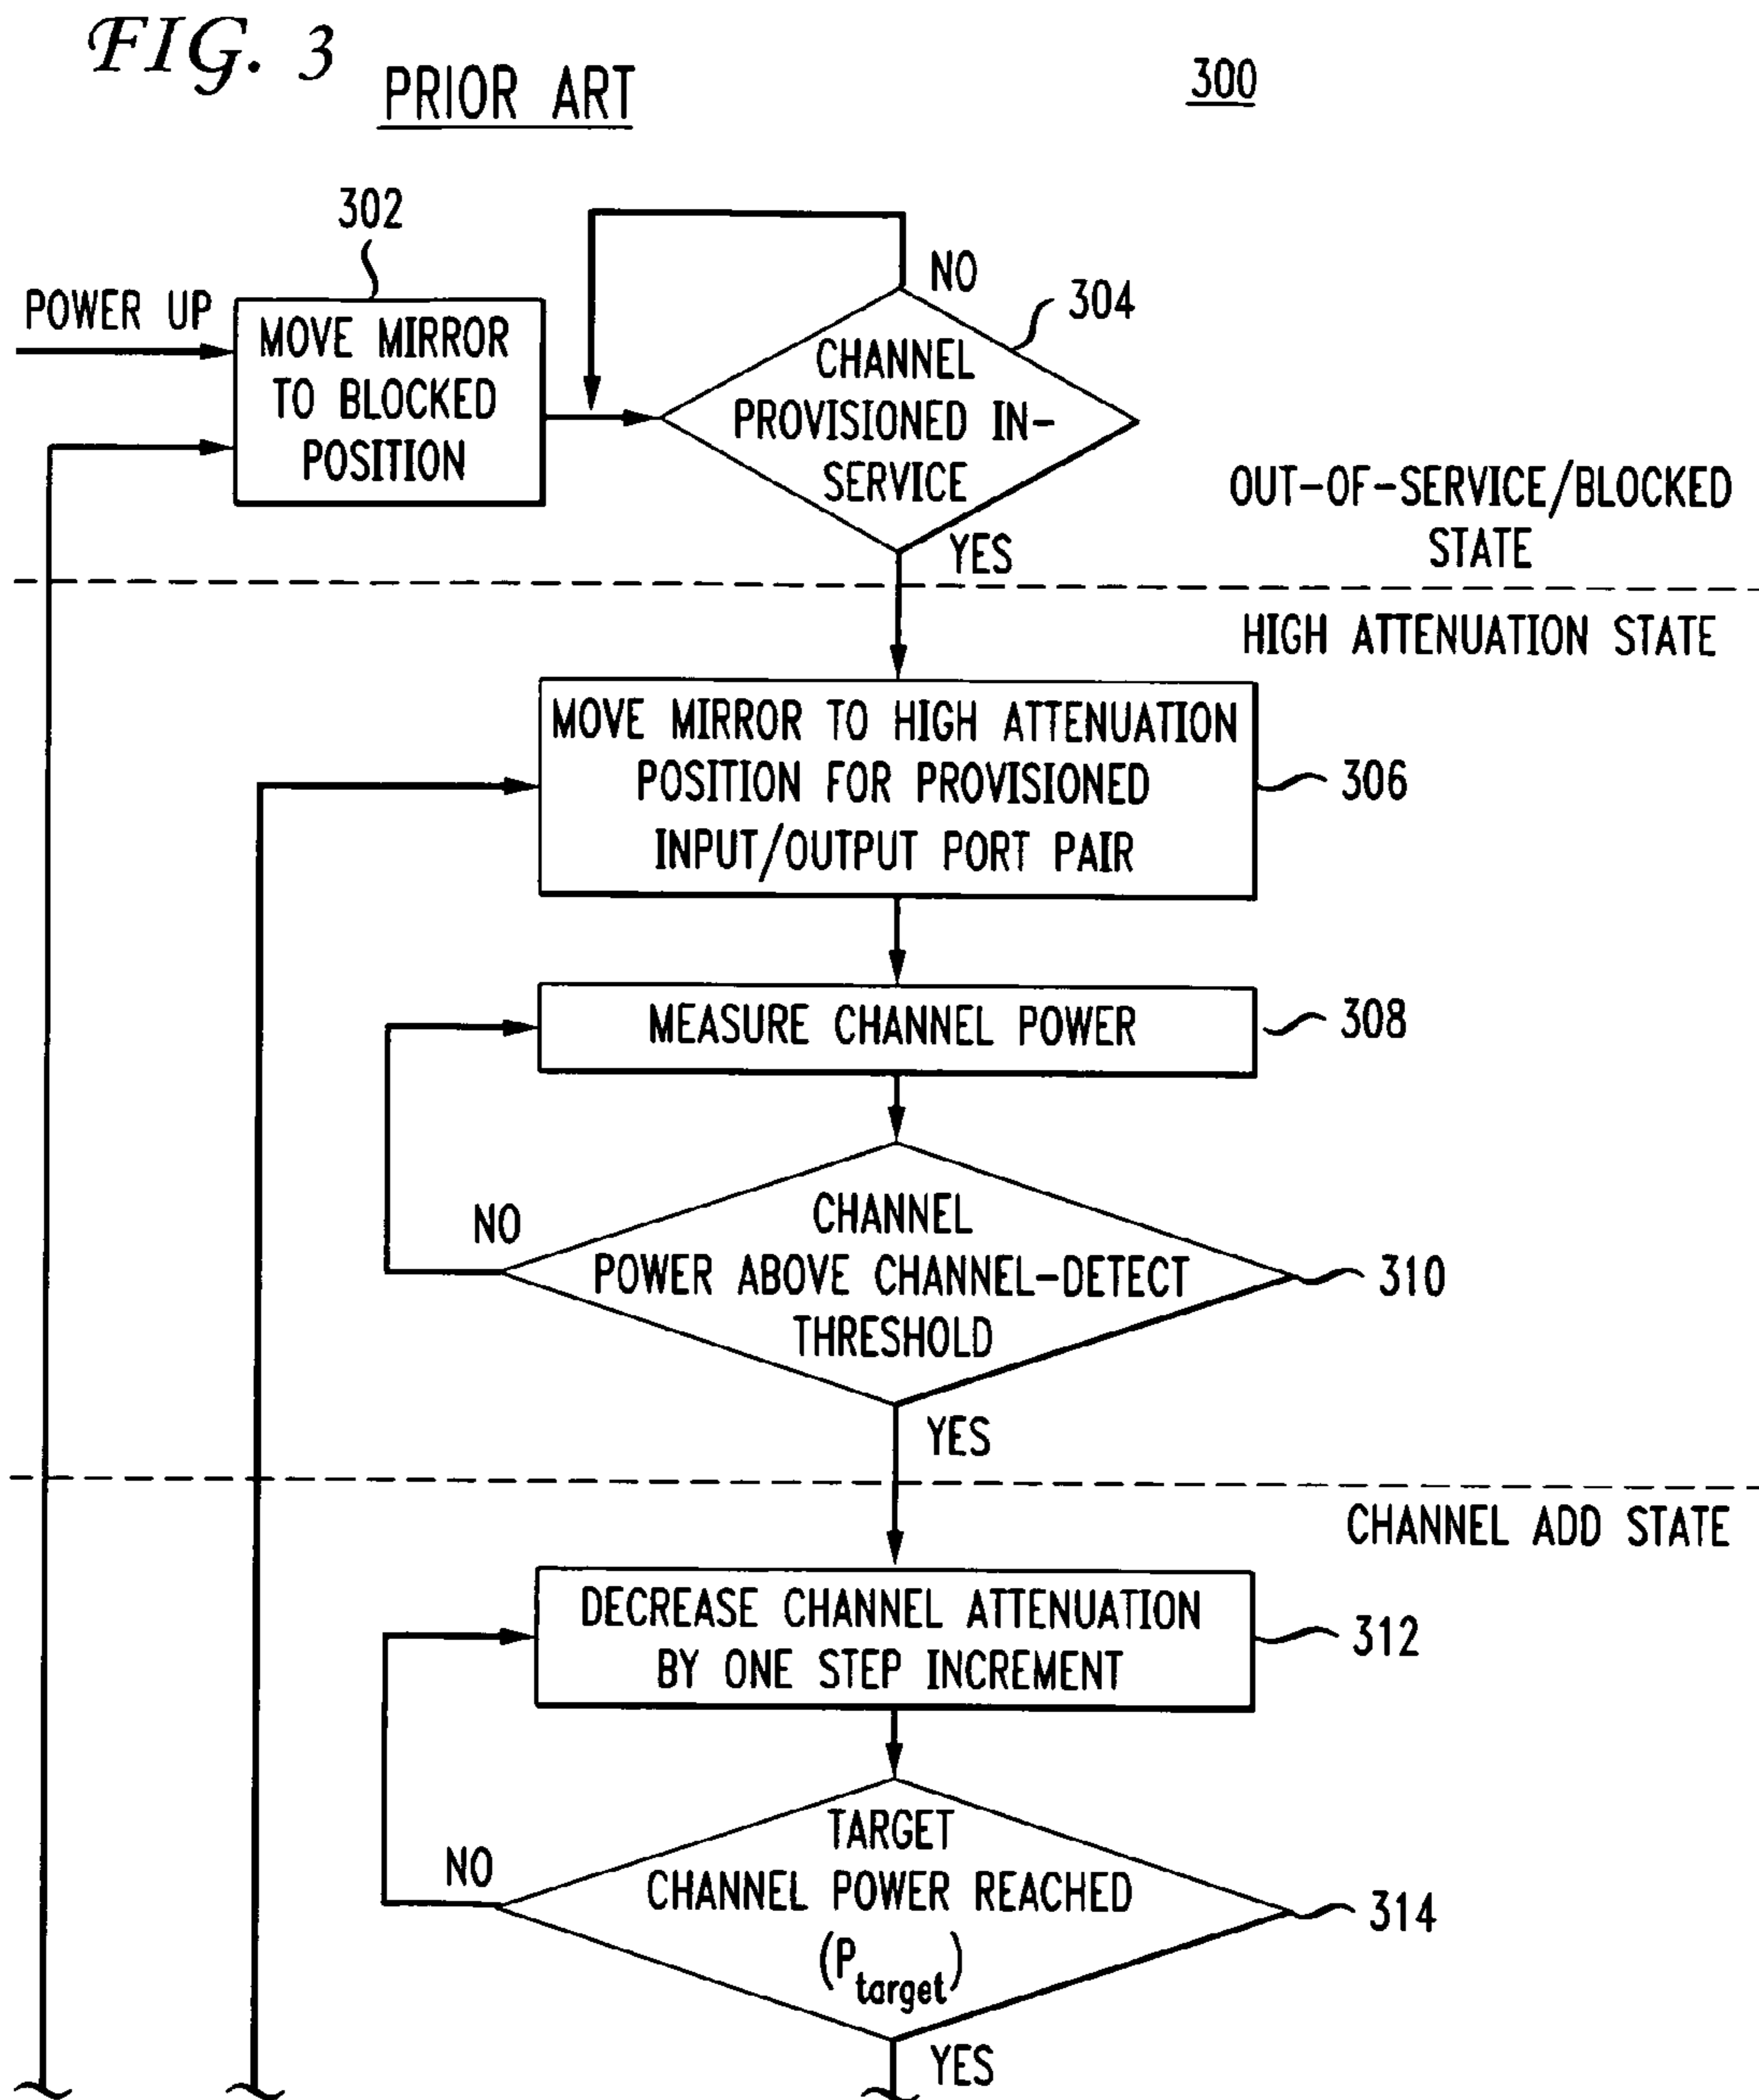 FIG. 3
PRIOR ART
300
302
POWER UP
MOVE MIRROR
TO BLOCKED
POSITION
NO
304
CHANNEL
PROVISIONED IN-
SERVICE
YES
OUT-OF-SERVICE/BLOCKED
STATE
HIGH ATTENUATION STATE
MOVE MIRROR TO HIGH ATTENUATION
POSITION FOR PROVISIONED
INPUT/OUTPUT PORT PAIR
306
MEASURE CHANNEL POWER
308
NO
CHANNEL
POWER ABOVE CHANNEL-DETECT
THRESHOLD
310
YES
CHANNEL ADD STATE
DECREASE CHANNEL ATTENUATION
BY ONE STEP INCREMENT
312
NO
TARGET
CHANNEL POWER REACHED
(Ptarget)
314
YES